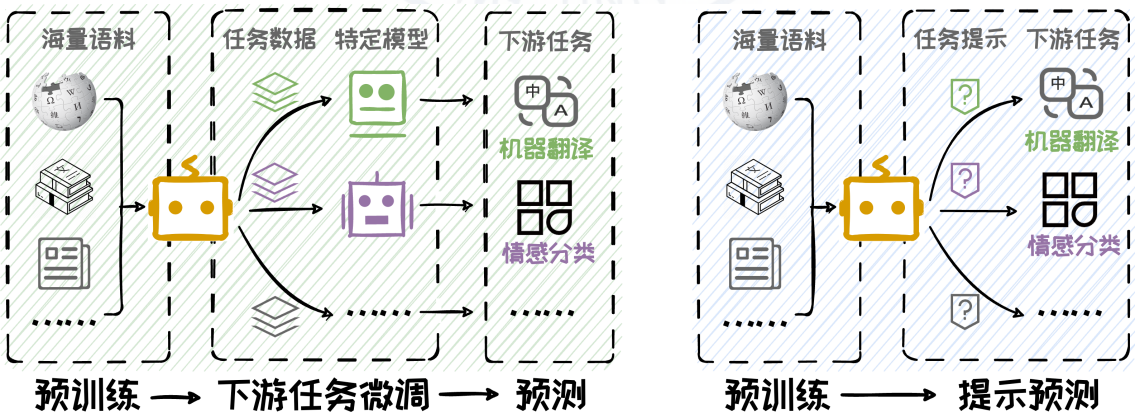 海量语料
任务数据
特定模型
下游任务
中
A
机器翻译
情感分类
预训练
下游任务微调
预测
海量语料
任务提示
下游任务
?
中
A
机器翻译
?
情感分类
?
预训练
提示预测